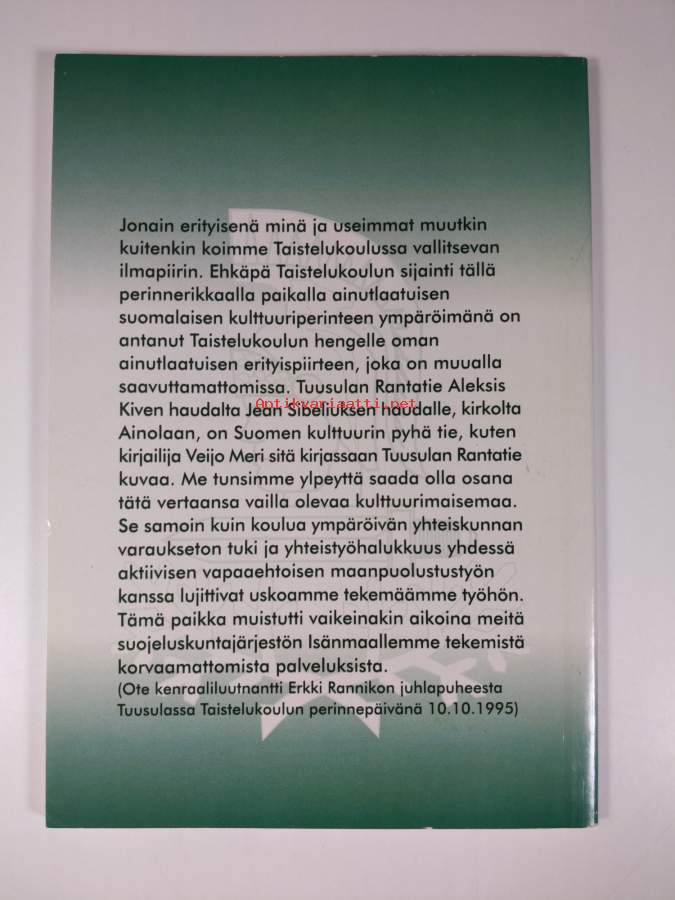 Jonain erityisenä minä ja useimmat muutkin
kuitenkin koimme Taistelukoulussa vallitsevan
ilmapiirin. Ehkäpä Taistelukoulun sijainti tällä
perinnerikkaalla paikalla ainutlaatuisen
suomalaisen kulttuuriperinteen ympäröimänä on
antanut Taistelukoulun hengelle oman
ainutlaatuisen erityispiirteen, joka on muualla
saavuttamattomissa. Tuusulan Rantatie Aleksis
Antikvariaatti.net
Kiven haudalta Jean Sibeliuksen haudalle, kirkolta
Ainolaan, on Suomen kulttuurin pyhä tie, kuten
kirjailija Veijo Meri sitä kirjassaan Tuusulan Rantatie
kuvaa. Me tunsimme ylpeyttä saada olla osana
tätä vertaansa vailla olevaa kulttuurimaisemaa.
Se samoin kuin koulua ympäröivän yhteiskunnan
varaukseton tuki ja yhteistyöhalukkuus yhdessä
aktiivisen vapaaehtoisen maanpuolustustyön
kanssa lujittivat uskoamme tekemäämme työhön.
Tämä paikka muistutti vaikeinakin aikoina meitä
suojeluskuntajärjestön Isänmaallemme tekemistä
korvaamattomista palveluksista.
(Ote kenraaliluutnantti Erkki Rannikon juhlapuheesta
Tuusulassa Taistelukoulun perinnepäivänä 10.10.1995)